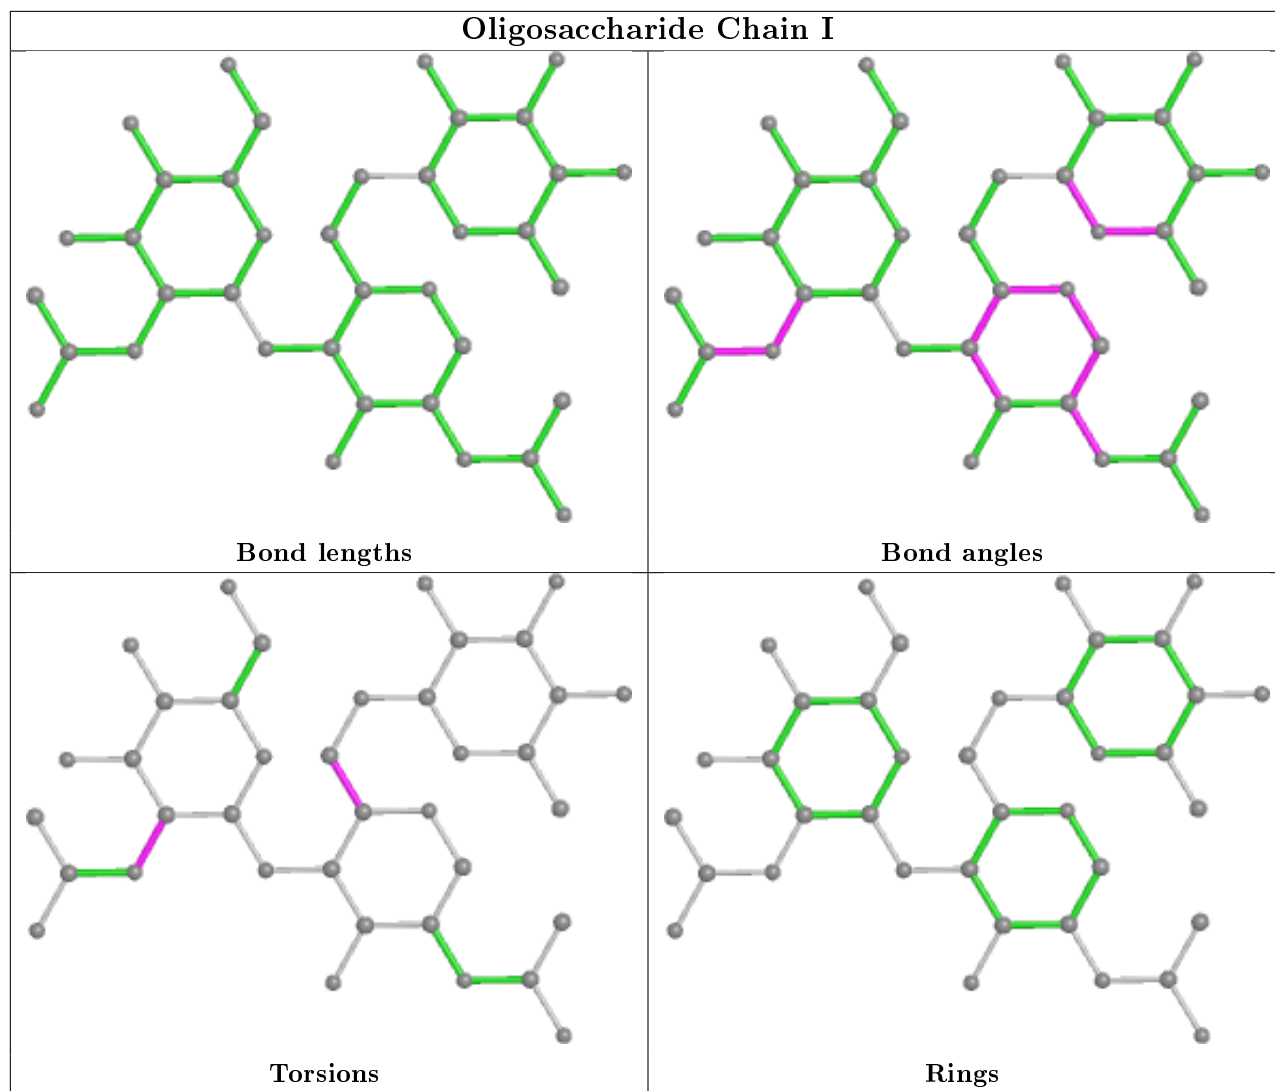 Oligosaccharide Chain I
Bond lengths
Bond angles
Torsions
Rings